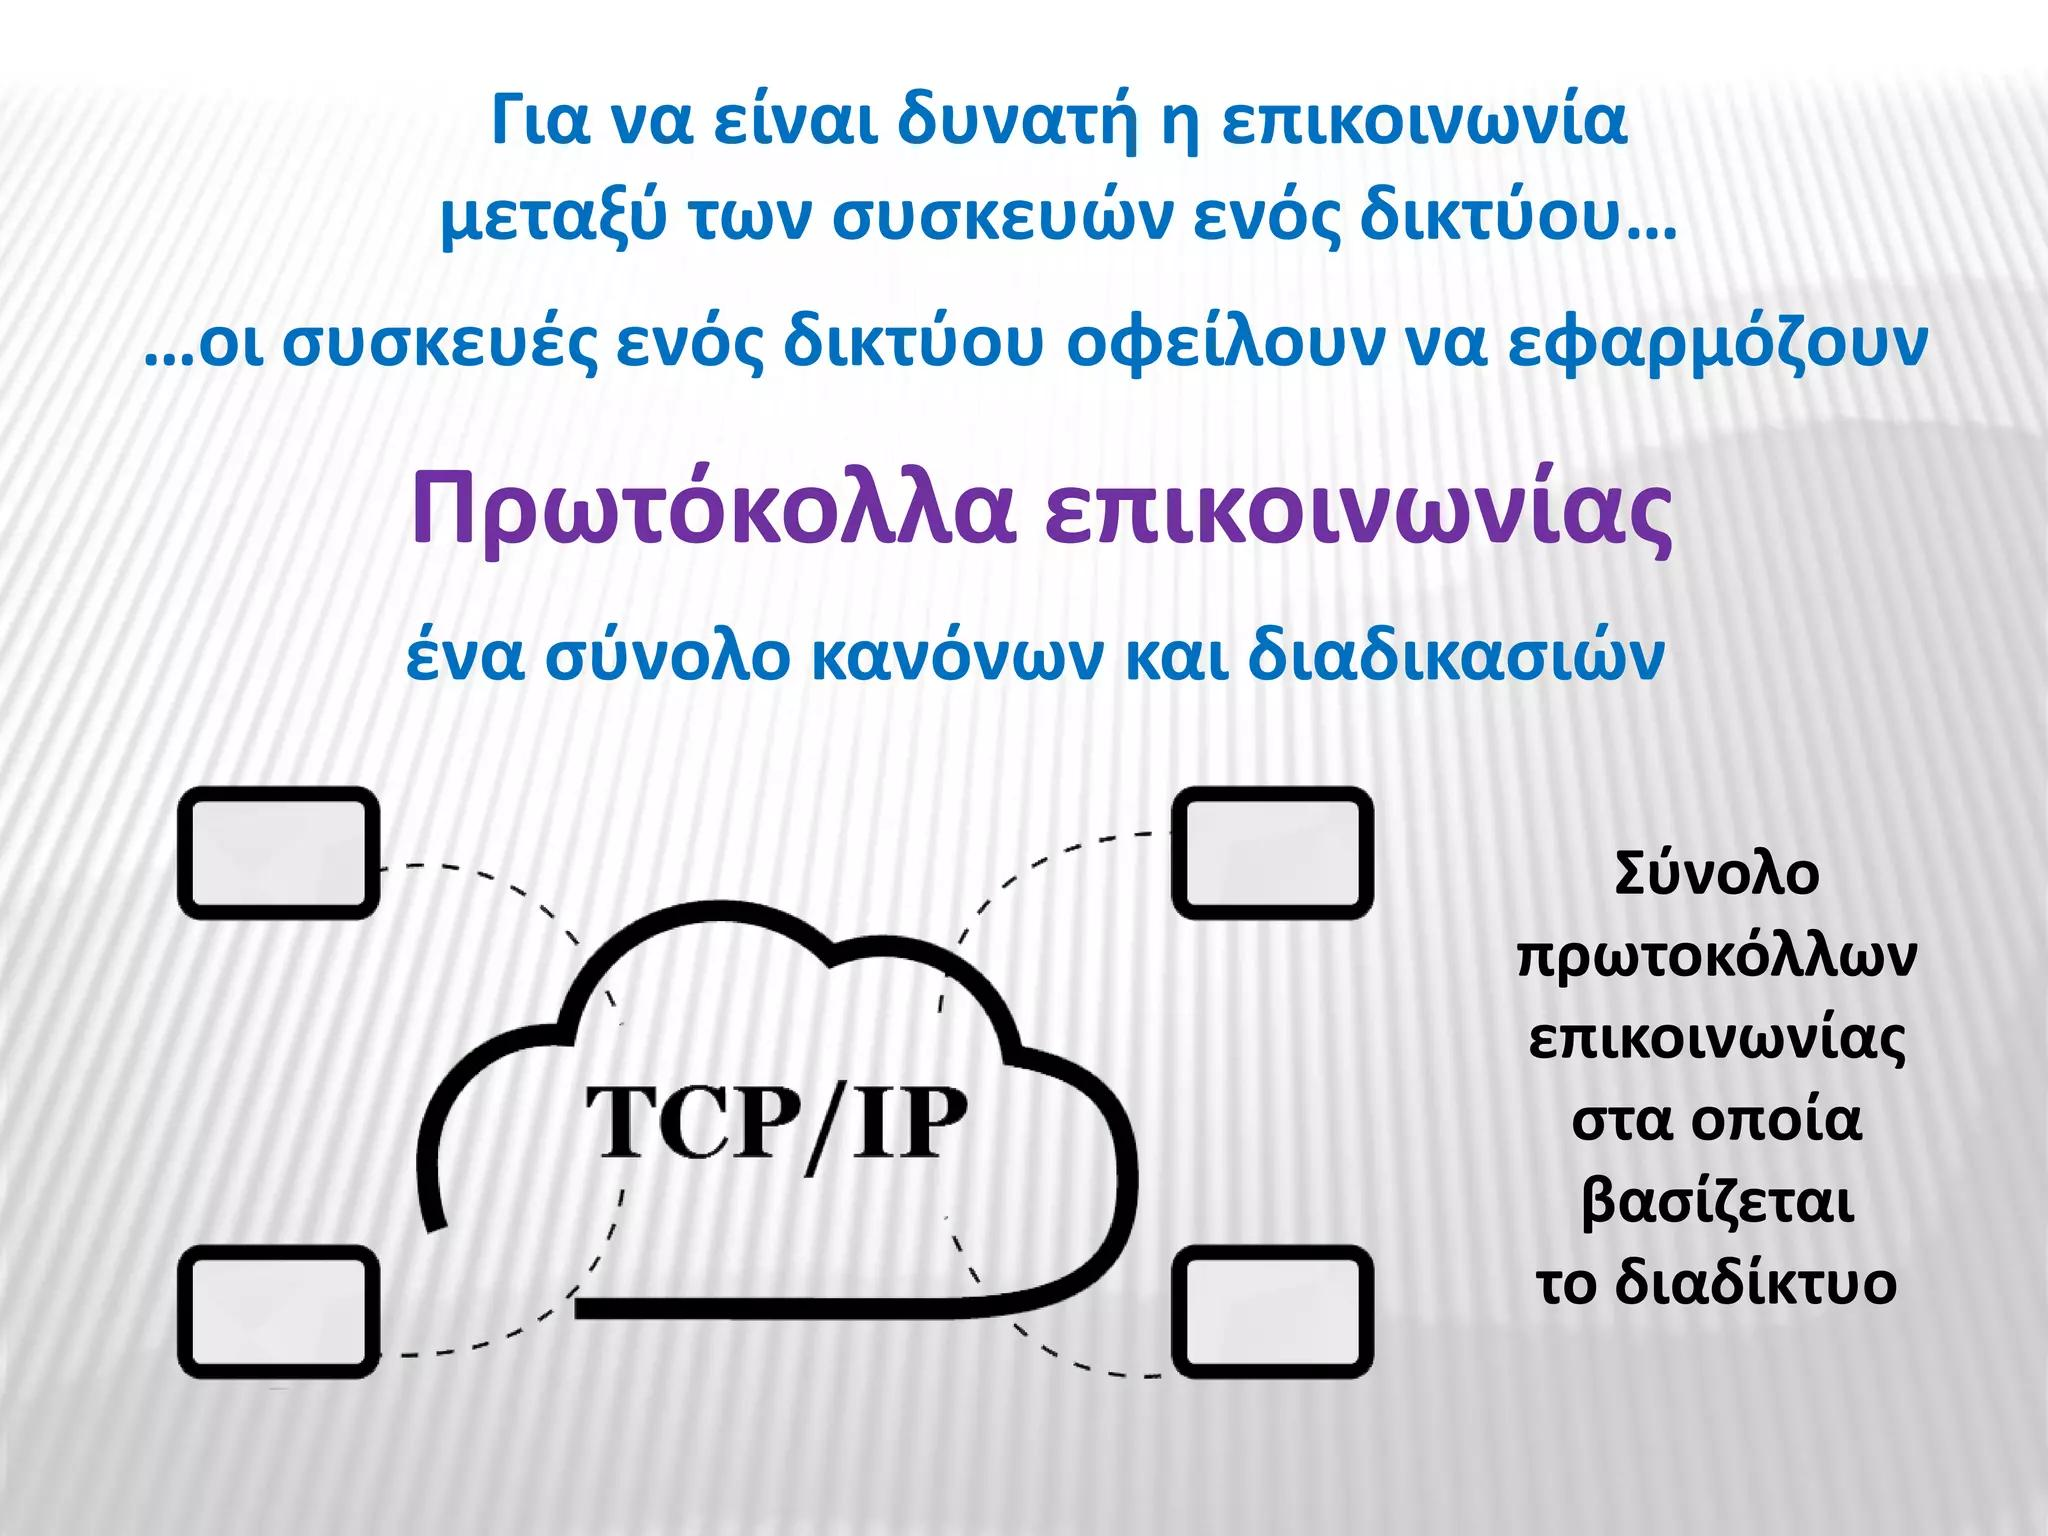 Για να είναι δυνατή η επικοινωνία
μεταξύ των συσκευών ενός δικτύου…
…οι συσκευές ενός δικτύου οφείλουν να εφαρμόζουν
Πρωτόκολλα επικοινωνίας
ένα σύνολο κανόνων και διαδικασιών
TCP/IP
Σύνολο
πρωτοκόλλων
επικοινωνίας
στα οποία
βασίζεται
το διαδίκτυο